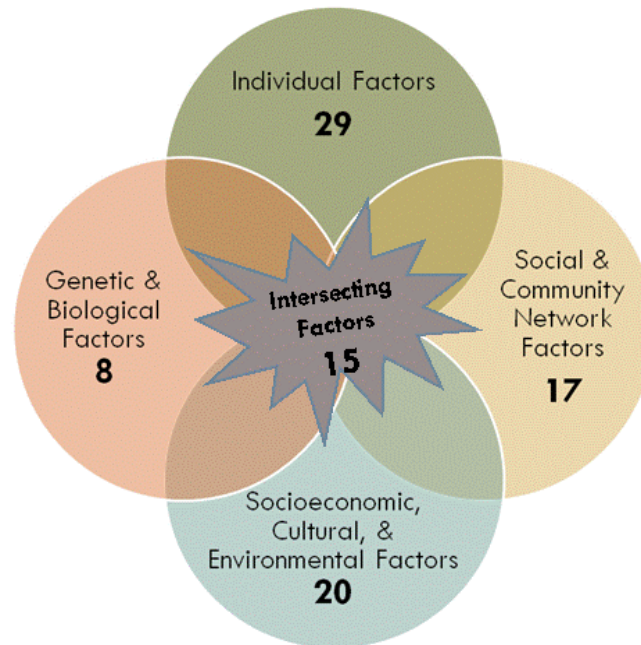 Individual Factors
29
Genetic &
Biological
Factors
8
Intersecting
Factors
15
Social &
Community
Network
Factors
17
Socioeconomic,
Cultural, &
Environmental Factors
20